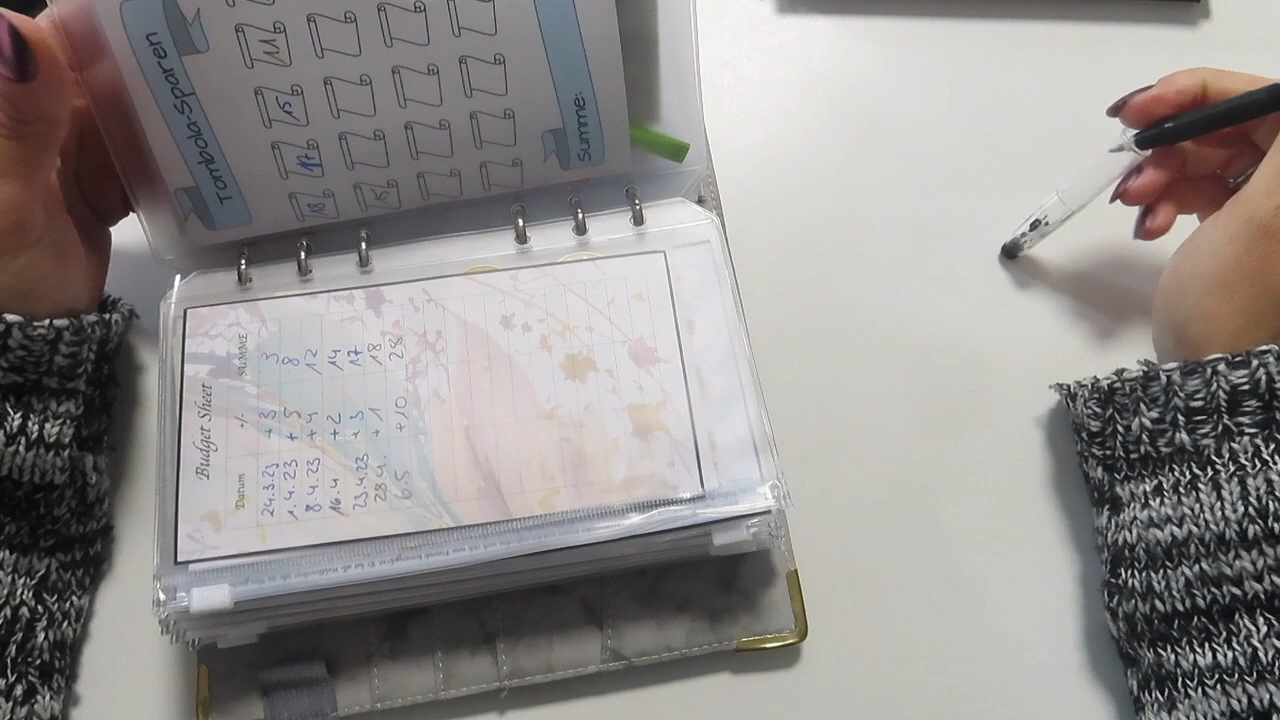 Tombola-Sparen
11
15
17
18
15
Summe:
Budget Sheet
Datum +/- SUMME
24.3.23 +3 3
1.4.23 +5 8
8.4.23 +4 12
16.4 +2 14
23.4.23 +3 17
28.4. +1 18
6.5 +10 28